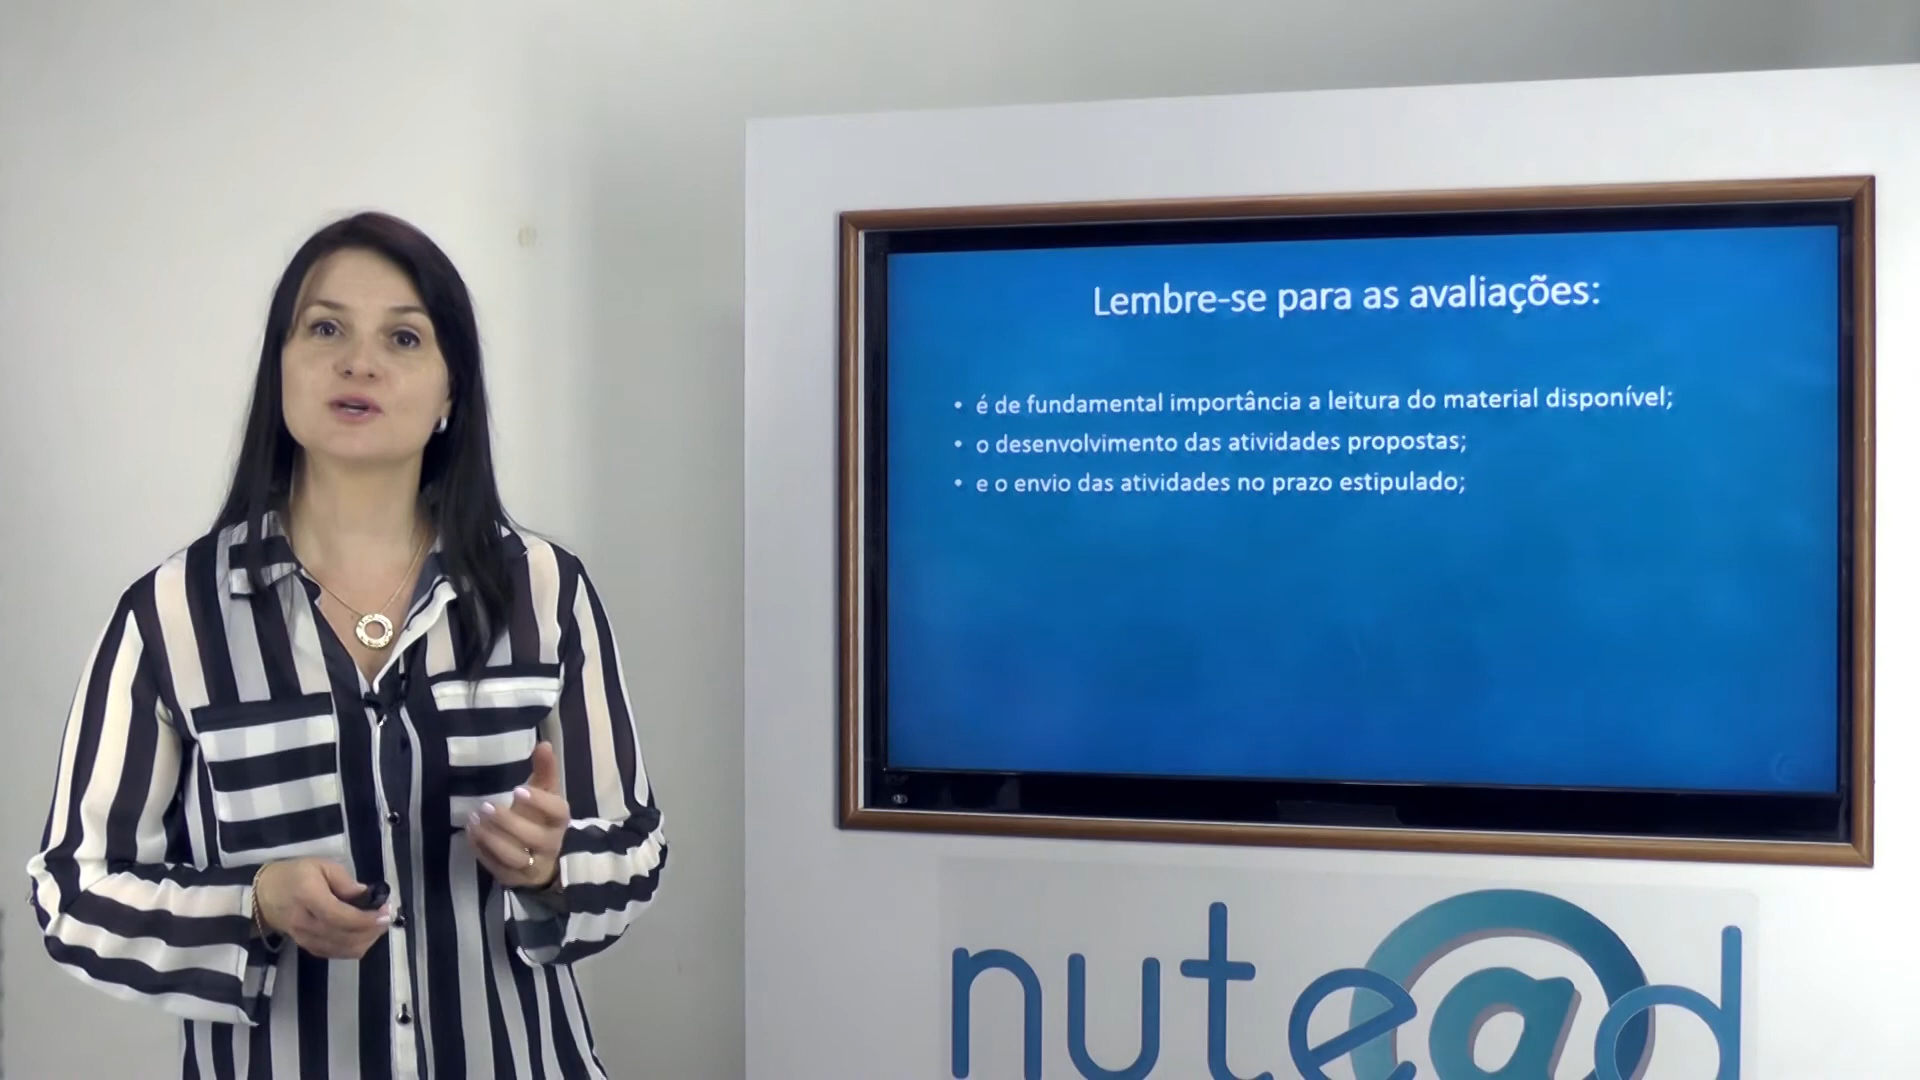 Lembre-se para as avaliações:
• é de fundamental importância a leitura do material disponível;
• o desenvolvimento das atividades propostas;
• e o envio das atividades no prazo estipulado;
nute@d